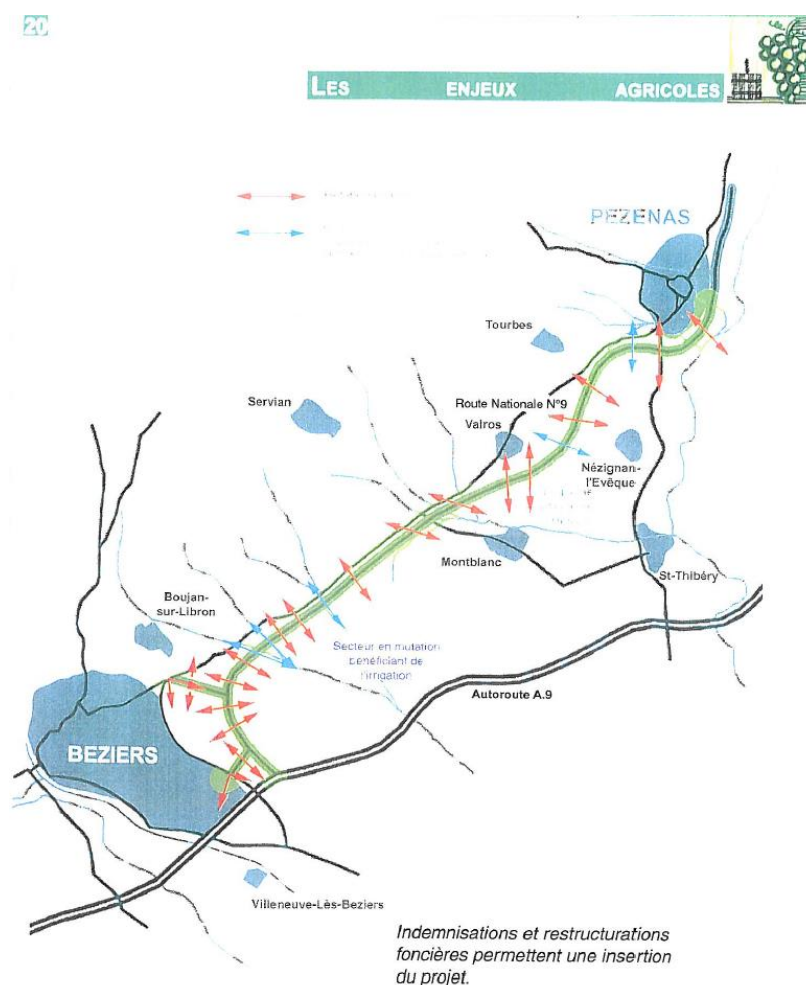 20
LES ENJEUX AGRICOLES
PEZENAS
Tourbes
Servian
Route Nationale N°9
Valros
Nézignan-
l'Evêque
Montblanc
St-Thibéry
Boujan-
sur-Libron
Secteur en mutation
bénéficiant de
l'irrigation
Autoroute A.9
BEZIERS
Villeneuve-Lès-Beziers
Indemnisations et restructurations
foncières permettent une insertion
du projet.